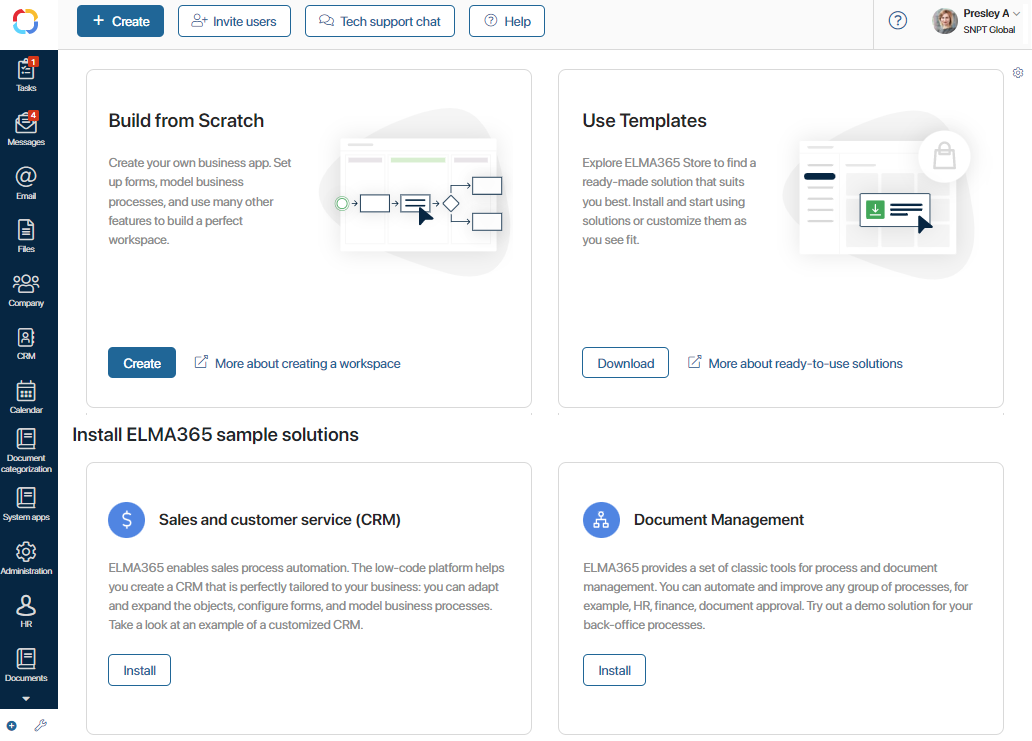 Create
Invite users
Tech support chat
Help
?
Presley A
SNPT Global
1
Tasks
4
Messages
@
Email
Files
Company
CRM
Calendar
Document
categorization
System apps
Administration
HR
Documents
Build from Scratch
Create your own business app. Set
up forms, model business
processes, and use many other
features to build a perfect
workspace.
Create
More about creating a workspace
Use Templates
Explore ELMA365 Store to find a
ready-made solution that suits
you best. Install and start using
solutions or customize them as
you see fit.
Download
More about ready-to-use solutions
Install ELMA365 sample solutions
$
Sales and customer service (CRM)
ELMA365 enables sales process automation. The low-code platform helps
you create a CRM that is perfectly tailored to your business: you can adapt
and expand the objects, configure forms, and model business processes.
Take a look at an example of a customized CRM.
Install
Document Management
ELMA365 provides a set of classic tools for process and document
management. You can automate and improve any group of processes, for
example, HR, finance, document approval. Try out a demo solution for your
back-office processes.
Install